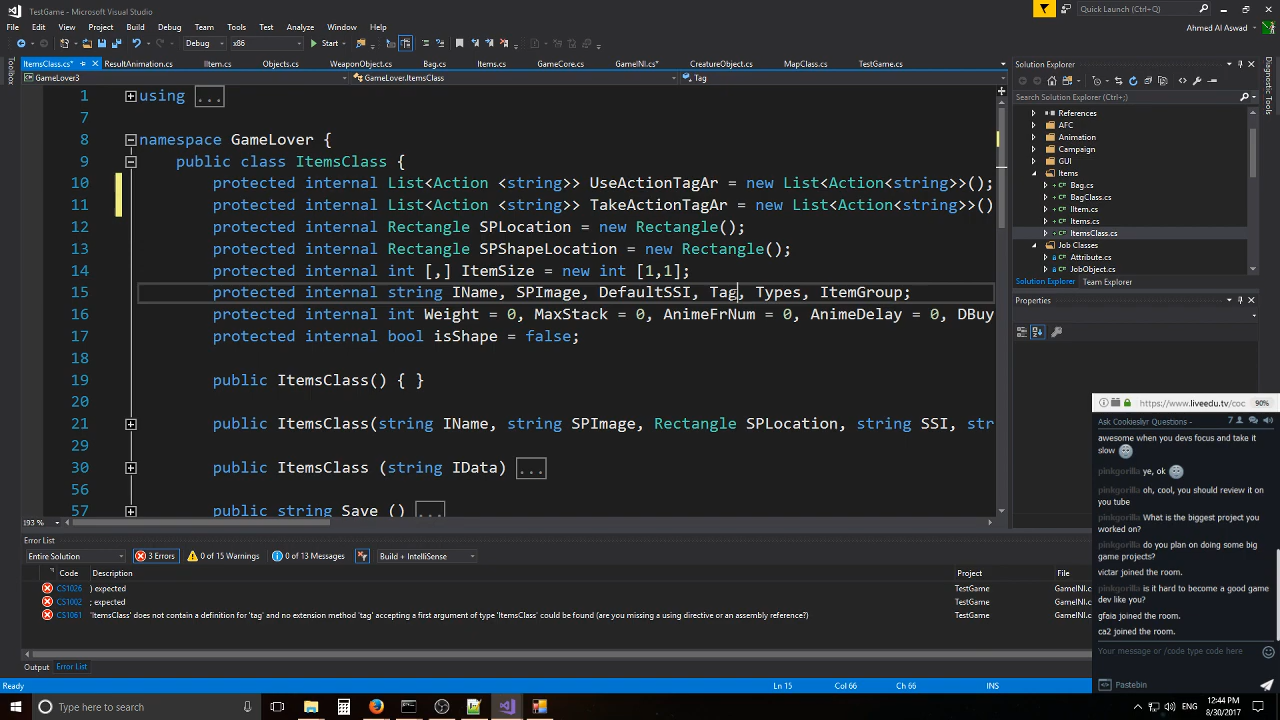 TestGame - Microsoft Visual Studio
Quick Launch (Ctrl+;)
File Edit View Project Build Debug Team Tools Test Analyze Window Help
Ahmed Al Aswad
Debug x86 Start
ItemsClass.cs* ResultAnimation.cs IItem.cs Objects.cs WeaponObject.cs Bag.cs Items.cs GameCore.cs GameINI.cs* CreatureObject.cs MapClass.cs TestGame.cs
GameLover3 GameLover.ItemsClass Tag
Toolbox
1 using ...
7
8 namespace GameLover {
9 public class ItemsClass {
10 protected internal List<Action <string>> UseActionTagAr = new List<Action<string>>();
11 protected internal List<Action <string>> TakeActionTagAr = new List<Action<string>>()
12 protected internal Rectangle SPLocation = new Rectangle();
13 protected internal Rectangle SPShapeLocation = new Rectangle();
14 protected internal int [,] ItemSize = new int [1,1];
15 protected internal string IName, SPImage, DefaultSSI, Tag, Types, ItemGroup;
16 protected internal int Weight = 0, MaxStack = 0, AnimeFrNum = 0, AnimeDelay = 0, DBuy
17 protected internal bool isShape = false;
18
19 public ItemsClass() { }
20
21 public ItemsClass(string IName, string SPImage, Rectangle SPLocation, string SSI, str
29
30 public ItemsClass (string IData) ...
56
57 public string Save () ...
193 %
Solution Explorer
Search Solution Explorer (Ctrl+;)
References
AFC
Animation
Campaign
GUI
Items
Bag.cs
BagClass.cs
IItem.cs
Items.cs
ItemsClass.cs
Job Classes
Attribute.cs
JobObject.cs
Solution Explorer Team Explorer
Properties
Diagnostic Tools
Error List
Entire Solution 3 Errors 0 of 15 Warnings 0 of 13 Messages Build + IntelliSense
Code Description Project File
CS1026 ) expected TestGame GameINI.c
CS1002 ; expected TestGame GameINI.c
CS1061 'ItemsClass' does not contain a definition for 'tag' and no extension method 'tag' accepting a first argument of type 'ItemsClass' could be found (are you missing a using directive or an assembly reference?) TestGame GameINI.c
Output Error List
Ready Ln 15 Col 66 Ch 66 INS
https://www.liveedu.tv/coc 90%
Ask Cookieslyr Questions - 7
awesome when you devs focus and take it
slow
pinkgorilla ye, ok
pinkgorilla oh, cool, you should review it on
you tube
pinkgorilla What is the biggest project you
worked on?
pinkgorilla do you plan on doing some big
game projects?
victar joined the room.
pinkgorilla is it hard to become a good game
dev like you?
gfaia joined the room.
ca2 joined the room.
Your message or /code type code here
Pastebin
Type here to search
ENG
12:44 PM
8/30/2017